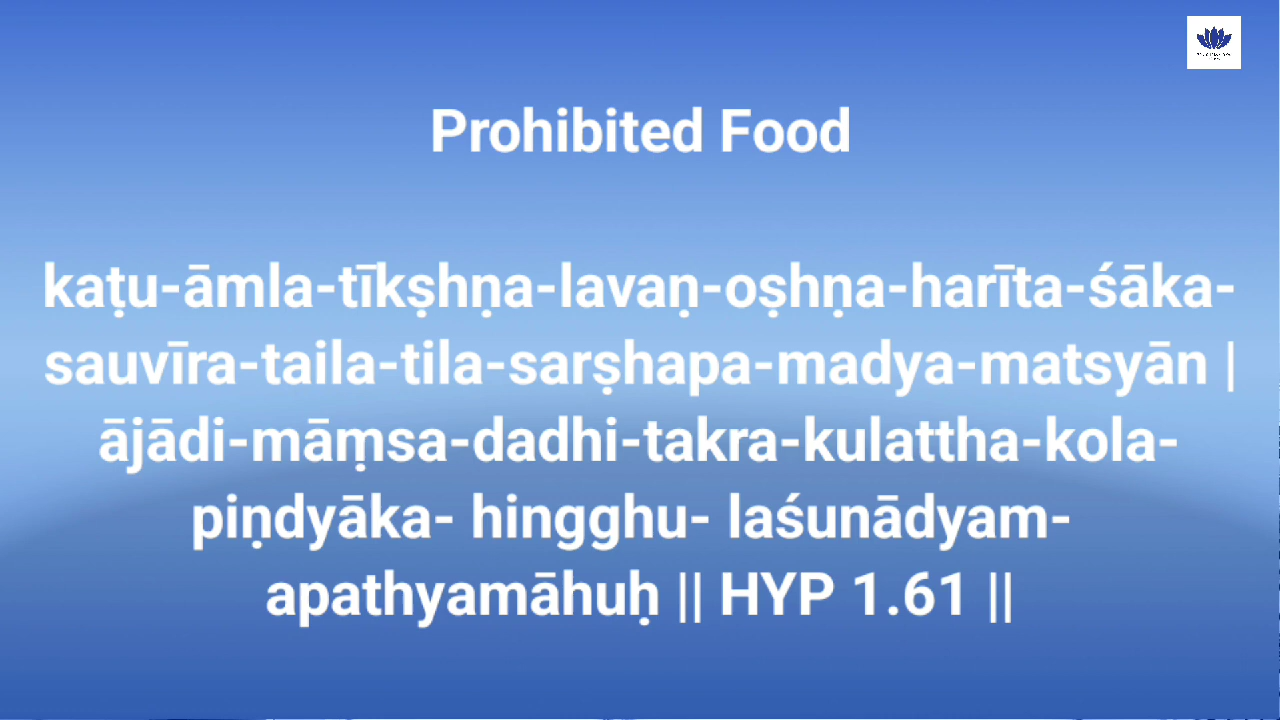 Prohibited Food
kaṭu-āmla-tīkṣhṇa-lavaṇ-oṣhṇa-harīta-śāka-
sauvīra-taila-tila-sarṣhapa-madya-matsyān |
ājādi-māṃsa-dadhi-takra-kulattha-kola-
piṇdyāka- hingghu- laśunādyam-
apathyamāhuḥ || HYP 1.61 ||